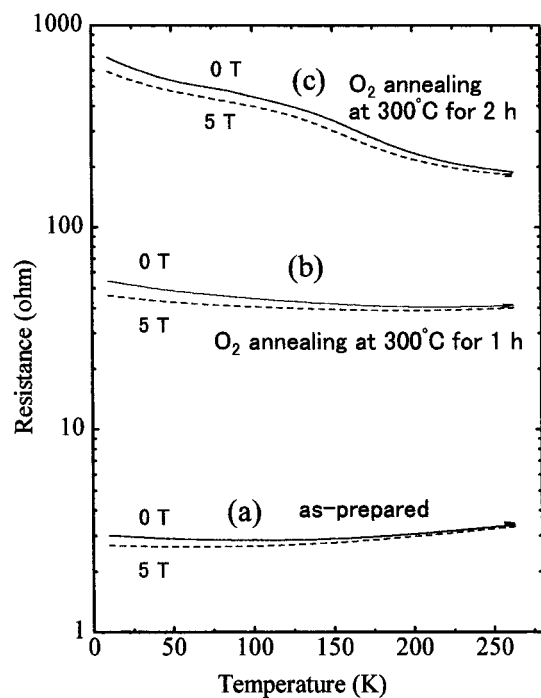 1000
0 T
(c)
O₂ annealing
at 300°C for 2 h
5 T
100
0 T
(b)
5 T
O₂ annealing at 300°C for 1 h
Resistance (ohm)
10
0 T
(a)
as-prepared
5 T
1
0 50 100 150 200 250
Temperature (K)